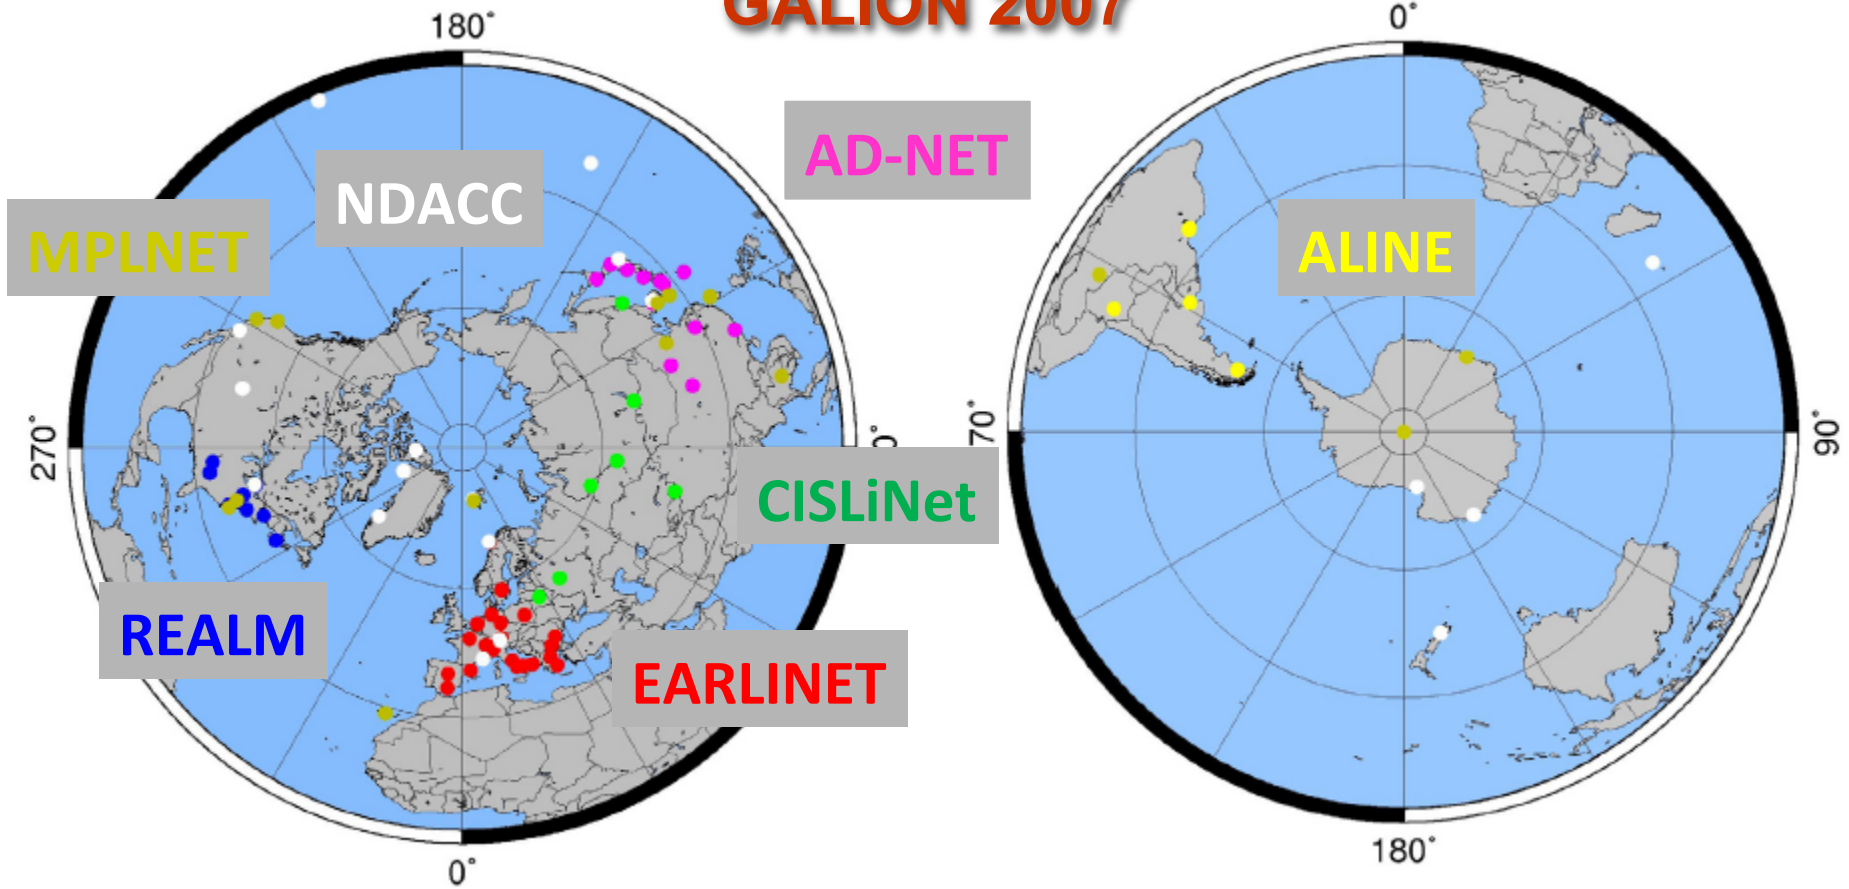 GALION 2007
180°
0°
AD-NET
NDACC
MPLNET
ALINE
270°
0°
70°
90°
CISLiNet
REALM
EARLINET
0°
180°